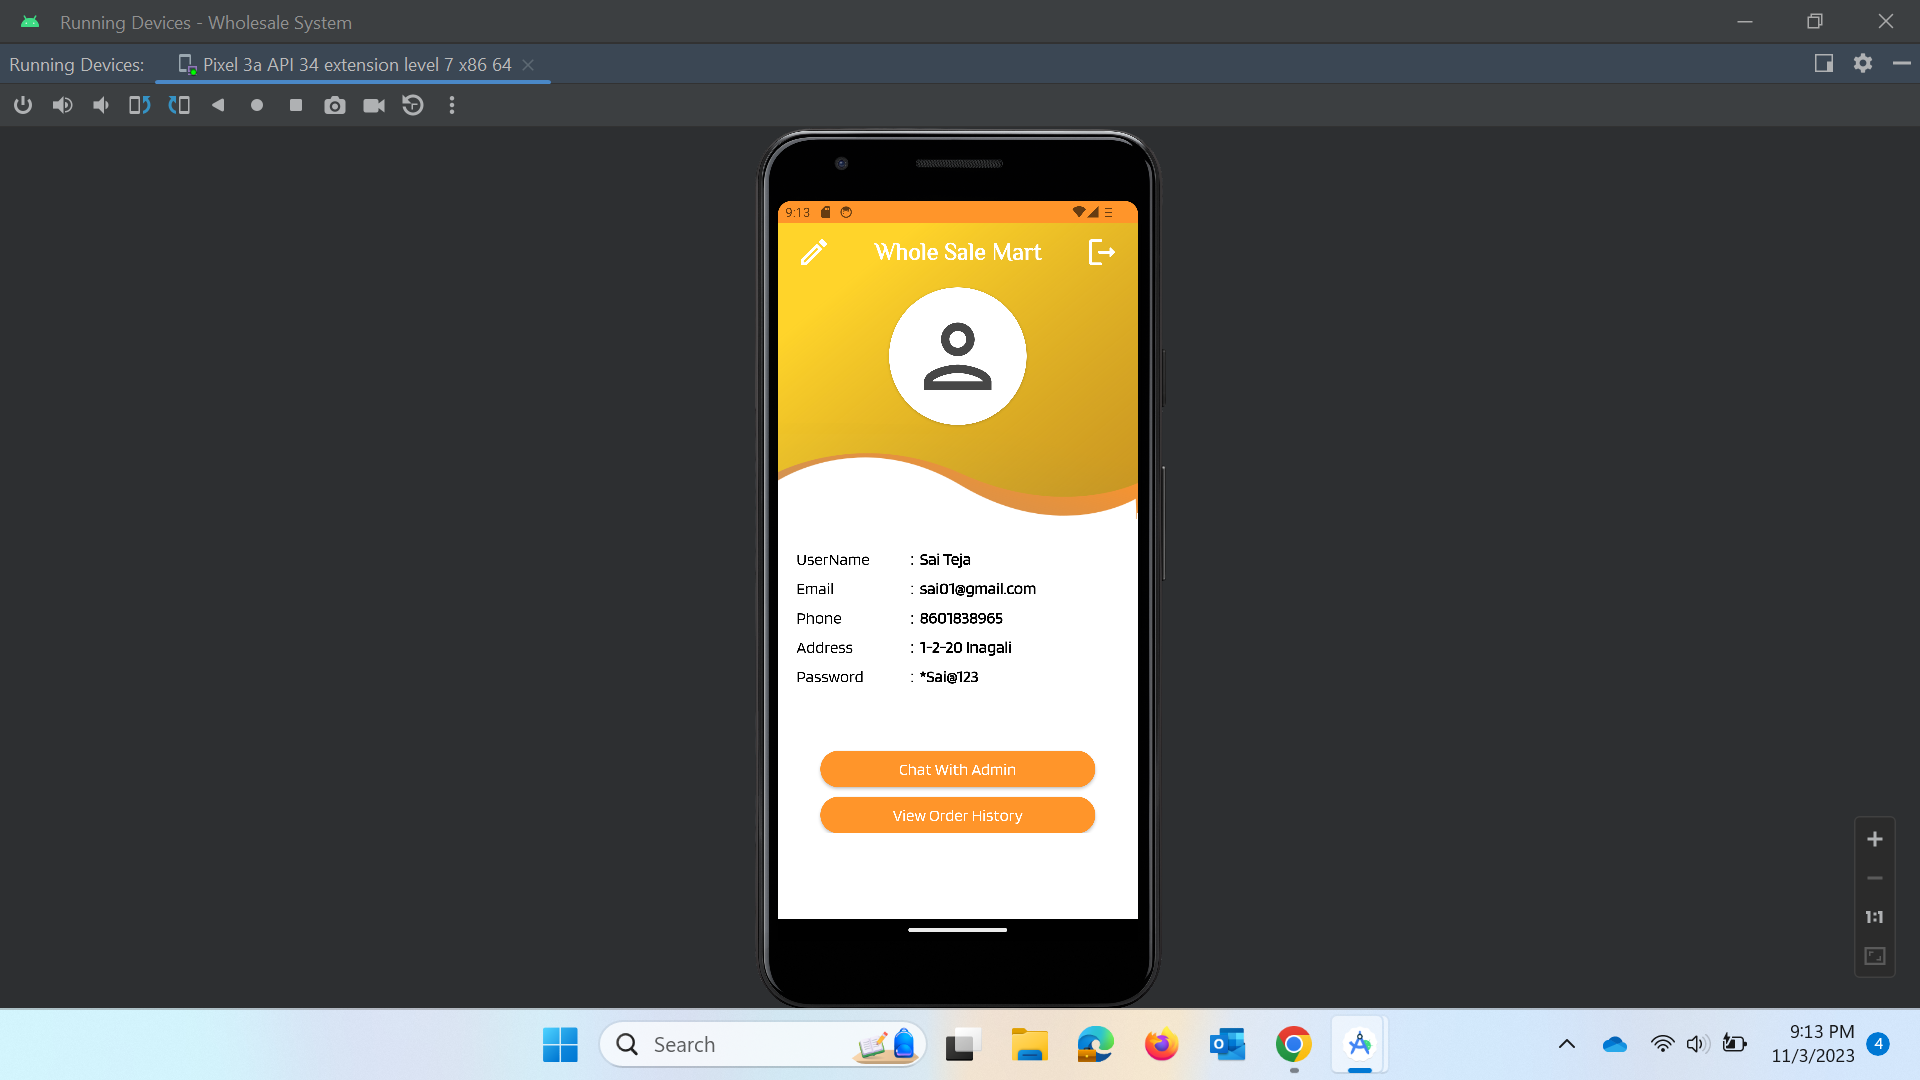 Running Devices - Wholesale System
Running Devices: Pixel 3a API 34 extension level 7 x86 64
9:13
Whole Sale Mart
UserName : Sai Teja
Email : sai01@gmail.com
Phone : 8601838965
Address : 1-2-20 Inagali
Password : *Sai@123
Chat With Admin
View Order History
1:1
Search
9:13 PM
11/3/2023
4